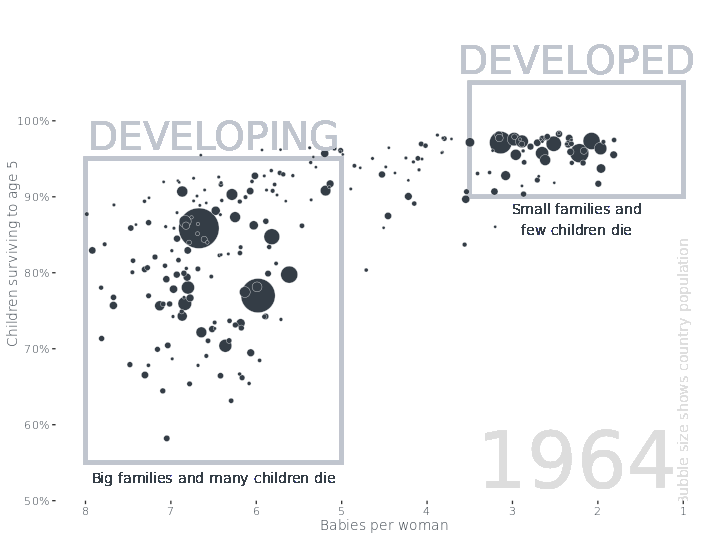 DEVELOPED
DEVELOPING
100%
90%
80%
70%
60%
50%
Children surviving to age 5
Small families and
few children die
Big families and many children die
1964
Bubble size shows country population
8
7
6
5
4
3
2
1
Babies per woman